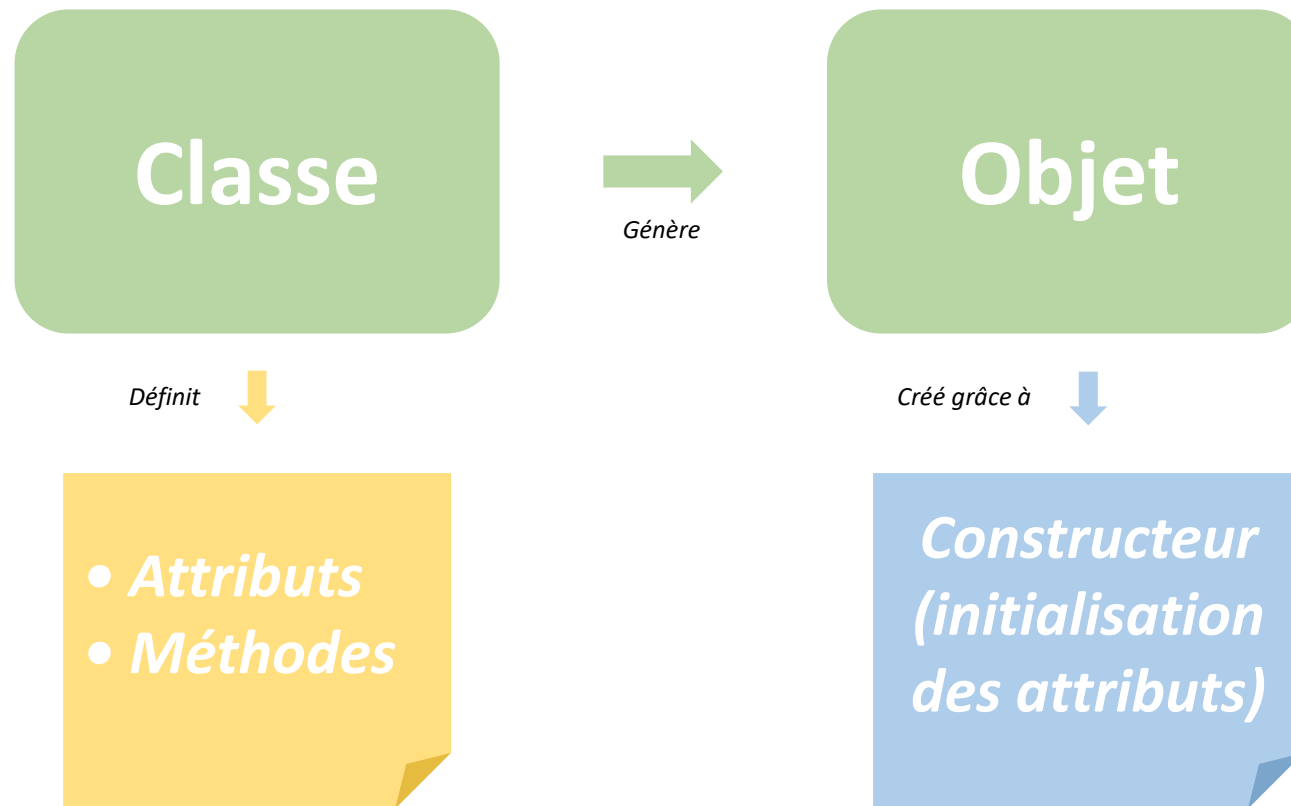 Classe
Objet
Génère
Définit
Créé grâce à
• Attributs
• Méthodes
Constructeur
(initialisation
des attributs)